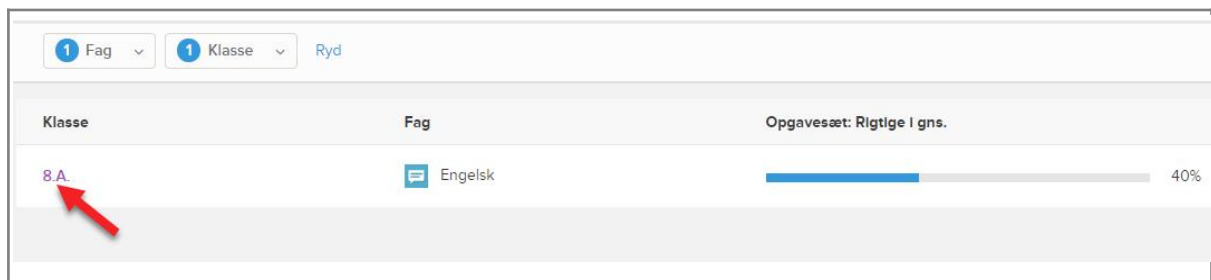 1 Fag 1 Klasse Ryd
Klasse Fag Opgavesæt: Rigtige i gns.
8.A. Engelsk 40%